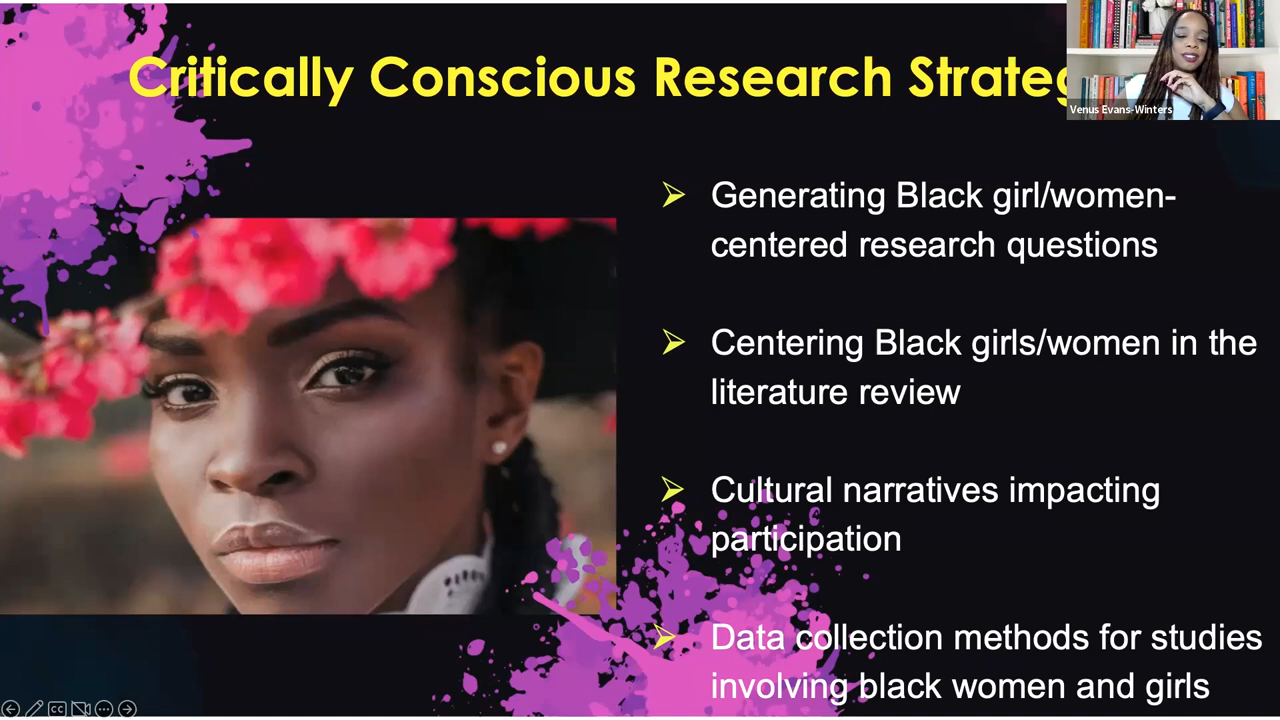 Critically Conscious Research Strateg
Venus Evans-Winters
Generating Black girl/women-
centered research questions
Centering Black girls/women in the
literature review
Cultural narratives impacting
participation
Data collection methods for studies
involving black women and girls
CC